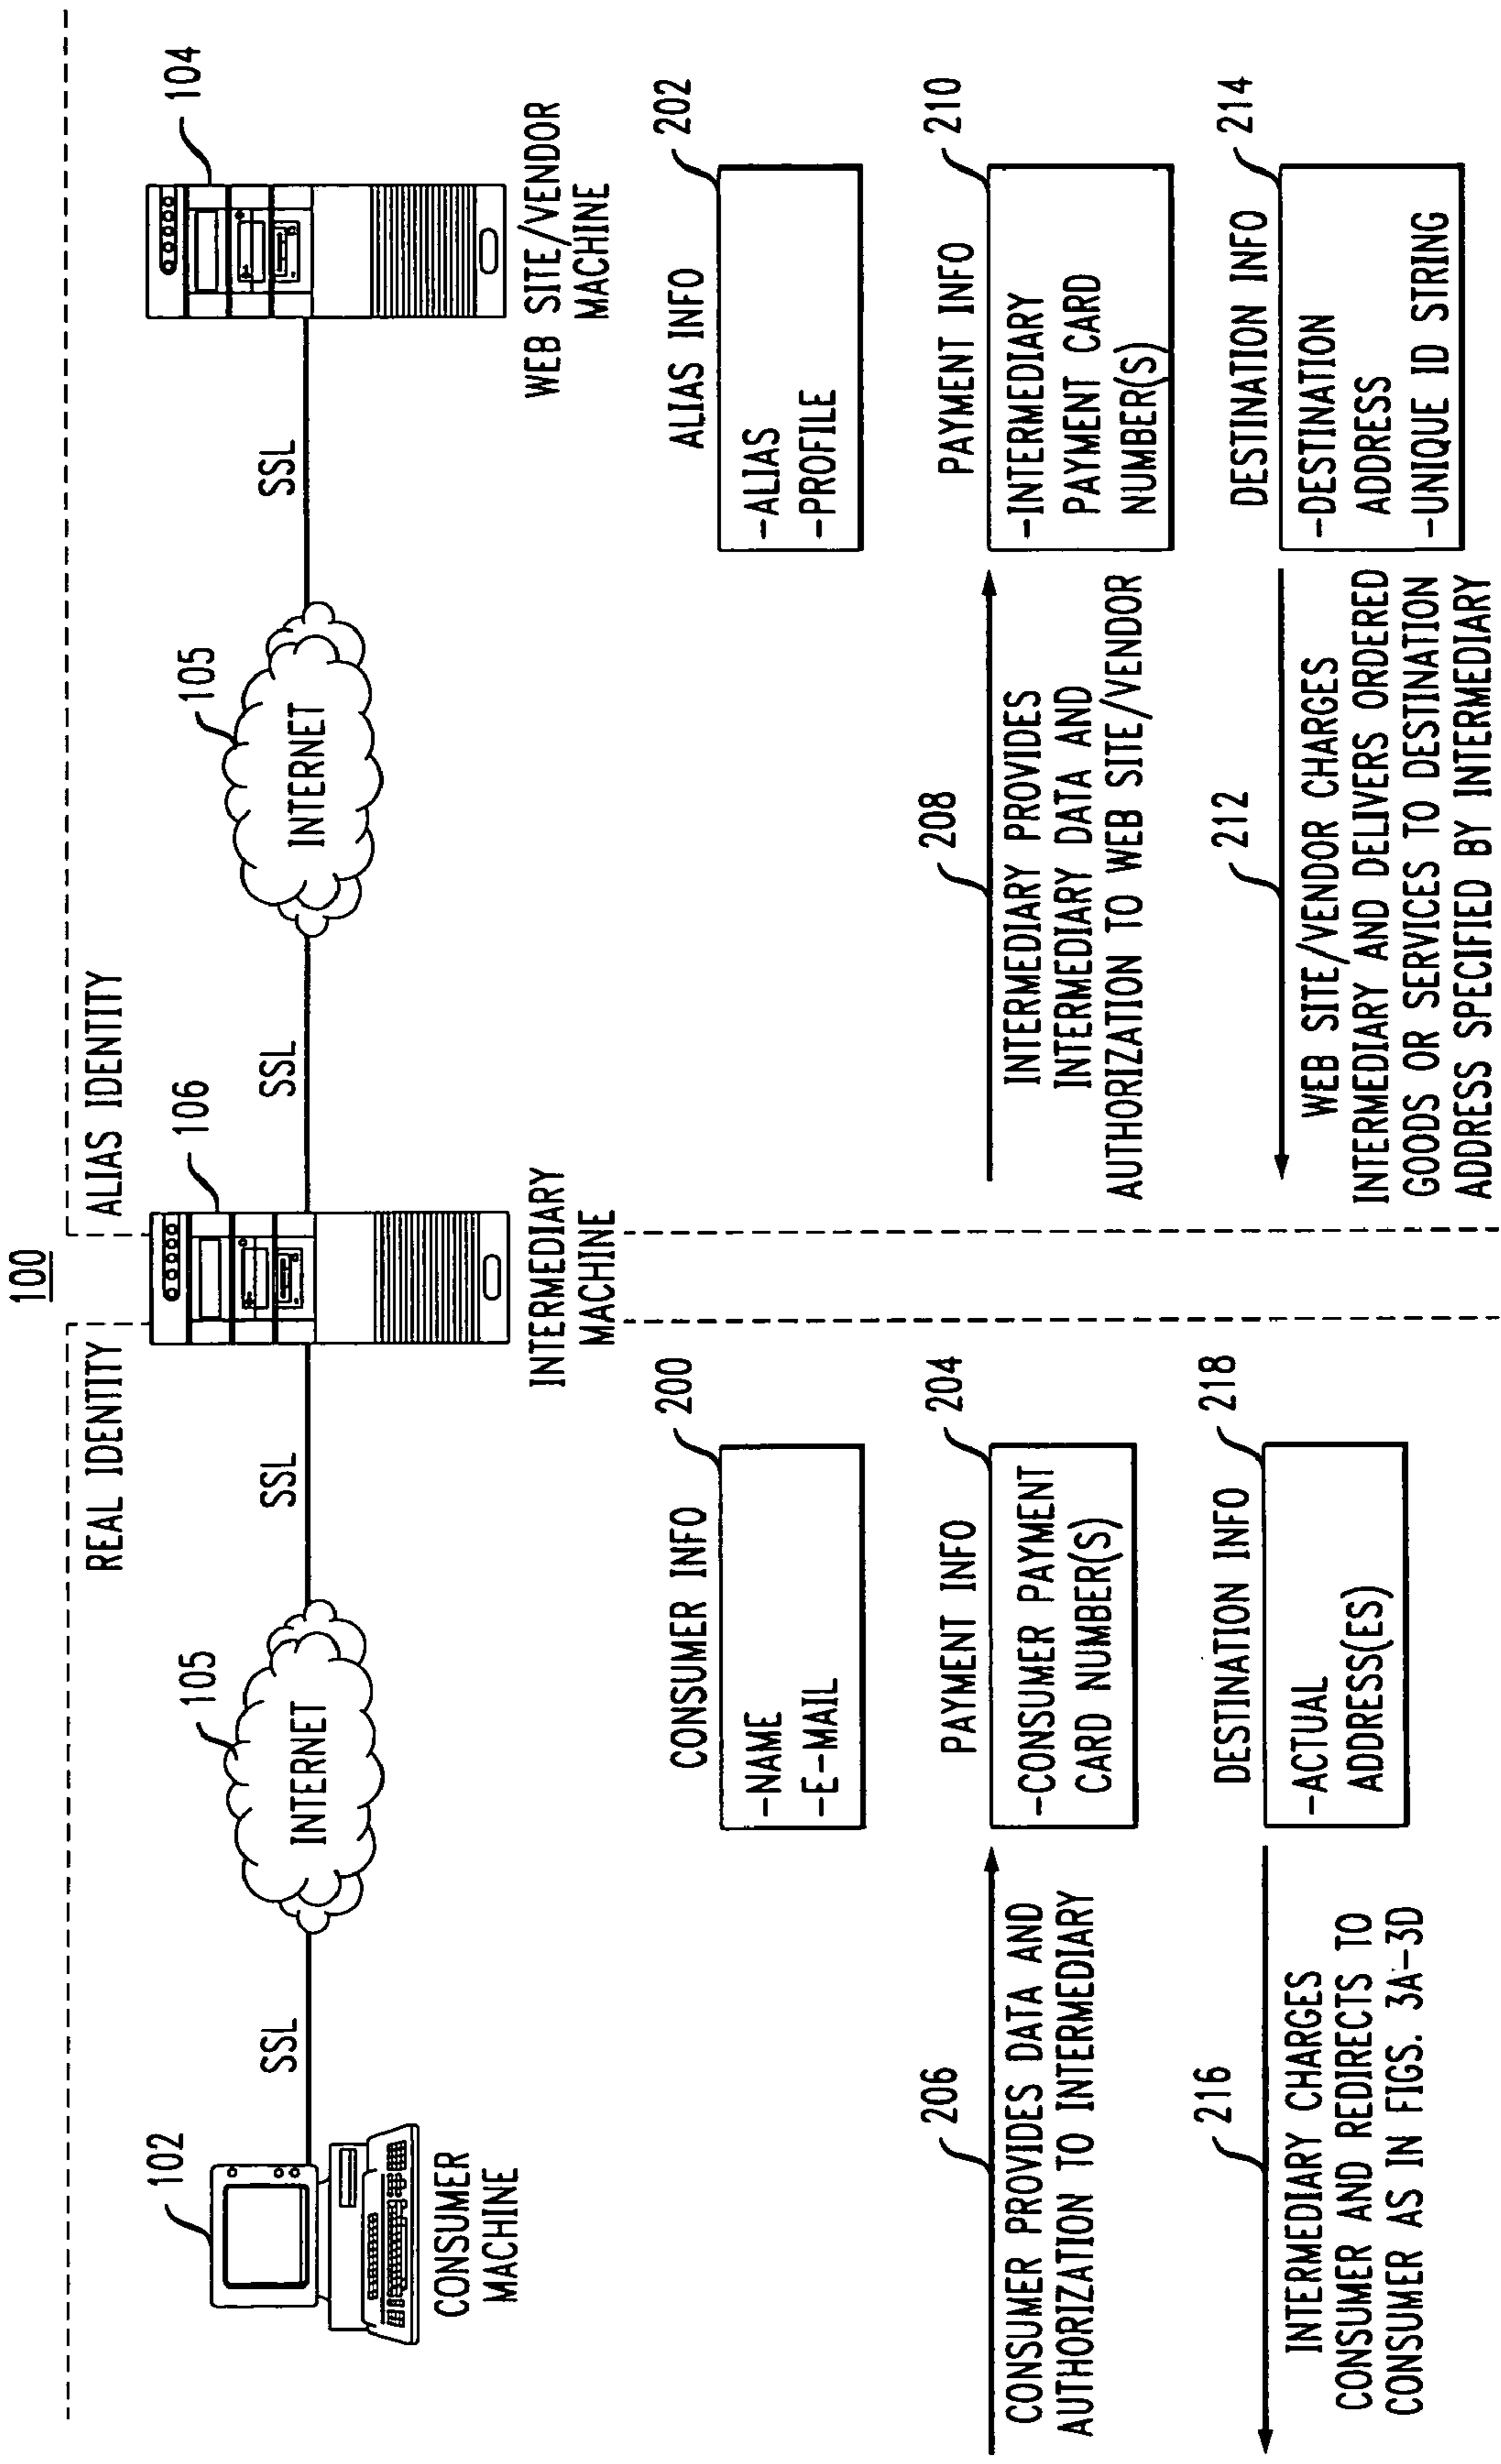 100
REAL IDENTITY
ALIAS IDENTITY
102
105
106
105
104
SSL
INTERNET
SSL
SSL
INTERNET
SSL
CONSUMER
MACHINE
INTERMEDIARY
MACHINE
WEB SITE/VENDOR
MACHINE
200
CONSUMER INFO
-NAME
-E-MAIL
202
ALIAS INFO
-ALIAS
-PROFILE
206
CONSUMER PROVIDES DATA AND
AUTHORIZATION TO INTERMEDIARY
204
PAYMENT INFO
-CONSUMER PAYMENT
CARD NUMBER(S)
208
INTERMEDIARY PROVIDES
INTERMEDIARY DATA AND
AUTHORIZATION TO WEB SITE/VENDOR
210
PAYMENT INFO
-INTERMEDIARY
PAYMENT CARD
NUMBER(S)
216
INTERMEDIARY CHARGES
CONSUMER AND REDIRECTS TO
CONSUMER AS IN FIGS. 3A-3D
218
DESTINATION INFO
-ACTUAL
ADDRESS(ES)
212
WEB SITE/VENDOR CHARGES
INTERMEDIARY AND DELIVERS ORDERED
GOODS OR SERVICES TO DESTINATION
ADDRESS SPECIFIED BY INTERMEDIARY
214
DESTINATION INFO
-DESTINATION
ADDRESS
-UNIQUE ID STRING